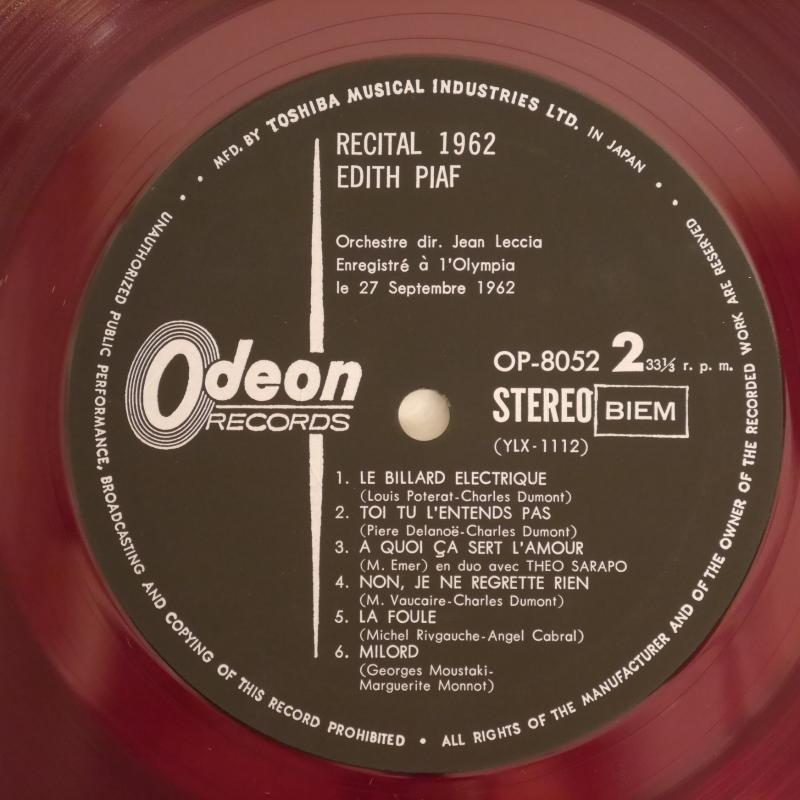 MFD. BY TOSHIBA MUSICAL INDUSTRIES LTD. IN JAPAN
RECITAL 1962
EDITH PIAF
Orchestre dir. Jean Leccia
Enregistré à l'Olympia
le 27 Septembre 1962
Odeon
RECORDS
OP-8052 2 33⅓ r. p. m.
STEREO BIEM
(YLX-1112)
1. LE BILLARD ELECTRIQUE
(Louis Poterat-Charles Dumont)
2. TOI TU L'ENTENDS PAS
(Piere Delanoë-Charles Dumont)
3. A QUOI ÇA SERT L'AMOUR
(M. Emer) en duo avec THEO SARAPO
4. NON, JE NE REGRETTE RIEN
(M. Vaucaire-Charles Dumont)
5. LA FOULE
(Michel Rivgauche-Angel Cabral)
6. MILORD
(Georges Moustaki-
Marguerite Monnot)
UNAUTHORIZED PUBLIC PERFORMANCE, BROADCASTING AND COPYING OF THIS RECORD PROHIBITED • ALL RIGHTS OF THE MANUFACTURER AND OF THE OWNER OF THE RECORDED WORK ARE RESERVED